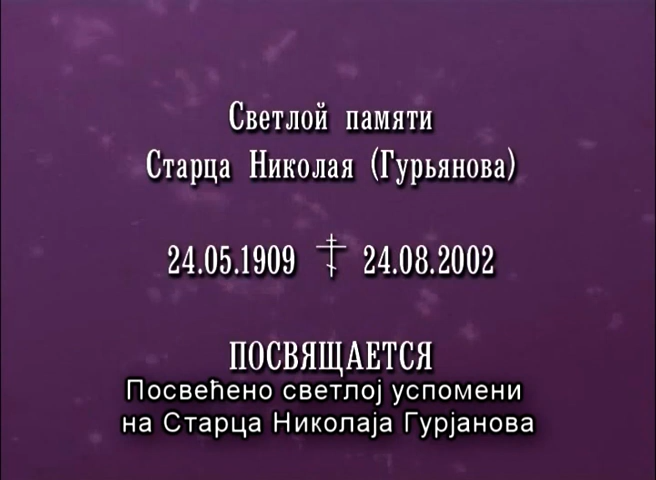 Светлой памяти
Старца Николая (Гурьянова)
24.05.1909 ☦ 24.08.2002
ПОСВЯЩАЕТСЯ
Посвећено светлој успомени
на Старца Николаја Гурјанова